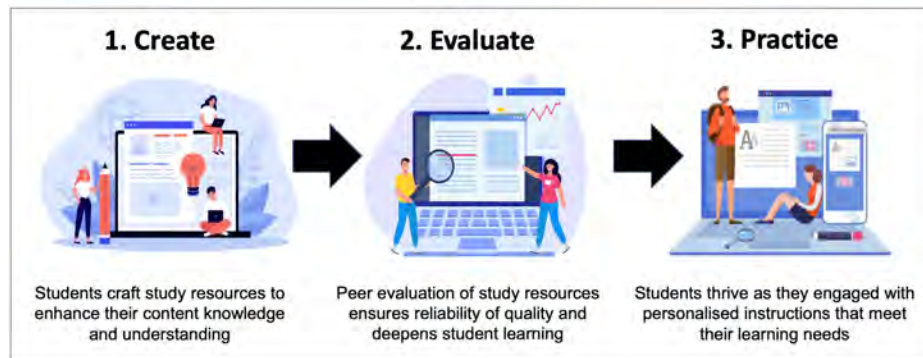 1. Create
2. Evaluate
3. Practice
A
Students craft study resources to
enhance their content knowledge
and understanding
Peer evaluation of study resources
ensures reliability of quality and
deepens student learning
Students thrive as they engaged with
personalised instructions that meet
their learning needs